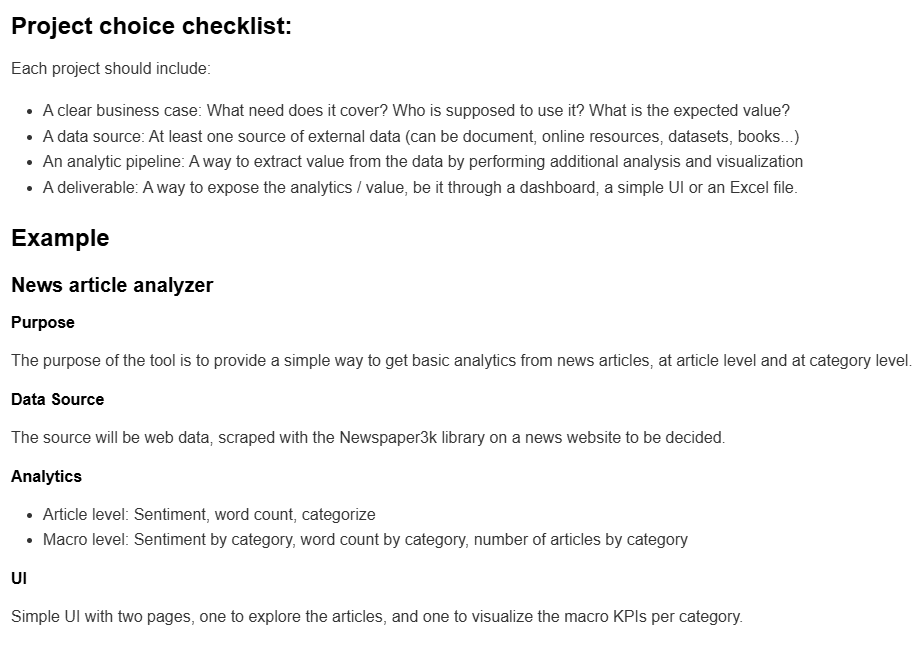 Project choice checklist:
Each project should include:
• A clear business case: What need does it cover? Who is supposed to use it? What is the expected value?
• A data source: At least one source of external data (can be document, online resources, datasets, books...)
• An analytic pipeline: A way to extract value from the data by performing additional analysis and visualization
• A deliverable: A way to expose the analytics / value, be it through a dashboard, a simple UI or an Excel file.
Example
News article analyzer
Purpose
The purpose of the tool is to provide a simple way to get basic analytics from news articles, at article level and at category level.
Data Source
The source will be web data, scraped with the Newspaper3k library on a news website to be decided.
Analytics
• Article level: Sentiment, word count, categorize
• Macro level: Sentiment by category, word count by category, number of articles by category
UI
Simple UI with two pages, one to explore the articles, and one to visualize the macro KPIs per category.